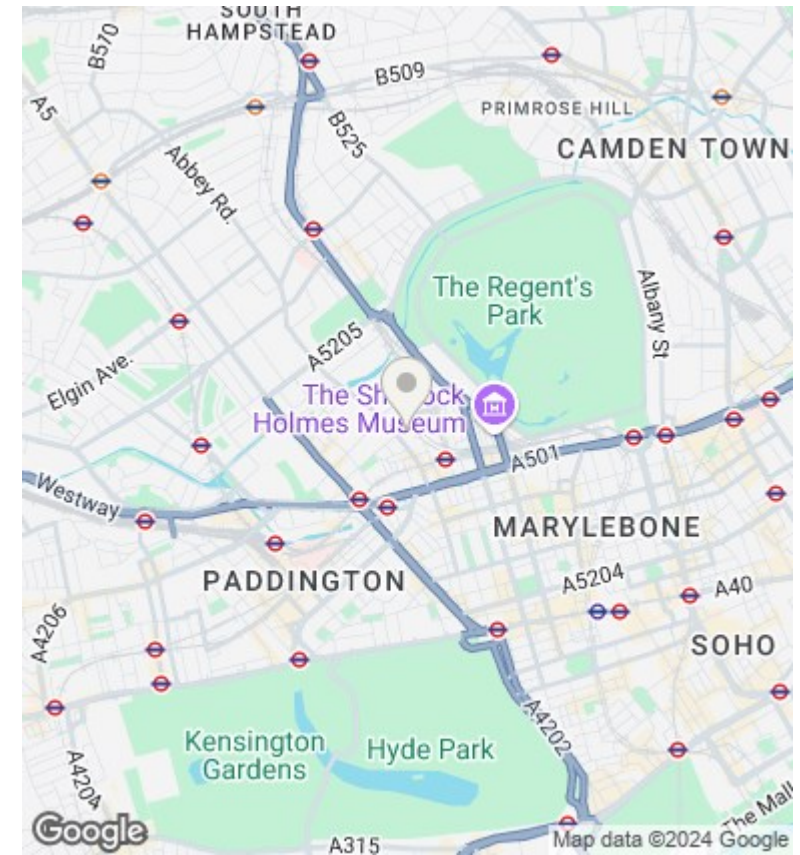 SOUTH
HAMPSTEAD
B570
B509
A5
PRIMROSE HILL
B525
CAMDEN TOWN
Abbey Rd.
The Regent's
Park
Albany St
A5205
Elgin Ave.
The Sh ock
Holmes Museum
A501
Westway
MARYLEBONE
PADDINGTON
A5204
A40
A4206
SOHO
A4202
Kensington
Gardens
Hyde Park
A4204
The Mall
Google
A315
Map data ©2024 Google